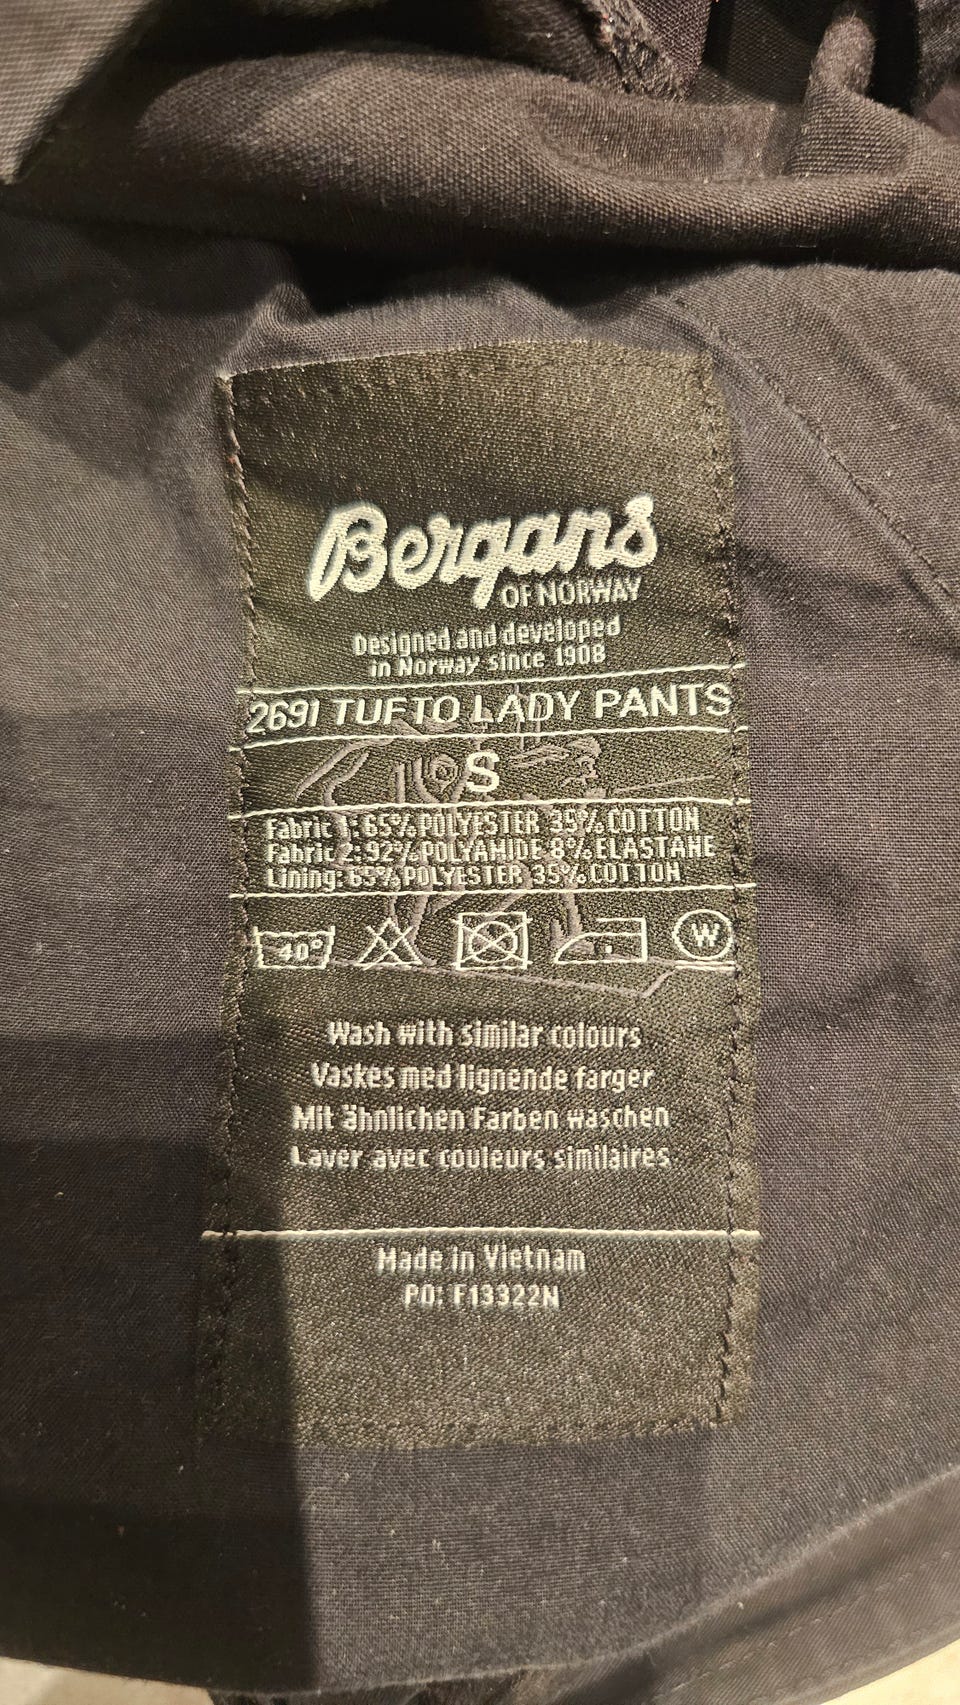 Bergans
OF NORWAY
Designed and developed
in Norway since 1908
2691 TUFTO LADY PANTS
S
Fabric 1: 65% POLYESTER 35% COTTON
Fabric 2: 92% POLYAMIDE 8% ELASTANE
Lining: 65% POLYESTER 35% COTTON
40° W
Wash with similar colours
Vaskes med lignende farger
Mit ähnlichen Farben waschen
Laver avec couleurs similaires
Made in Vietnam
PO: F13322N